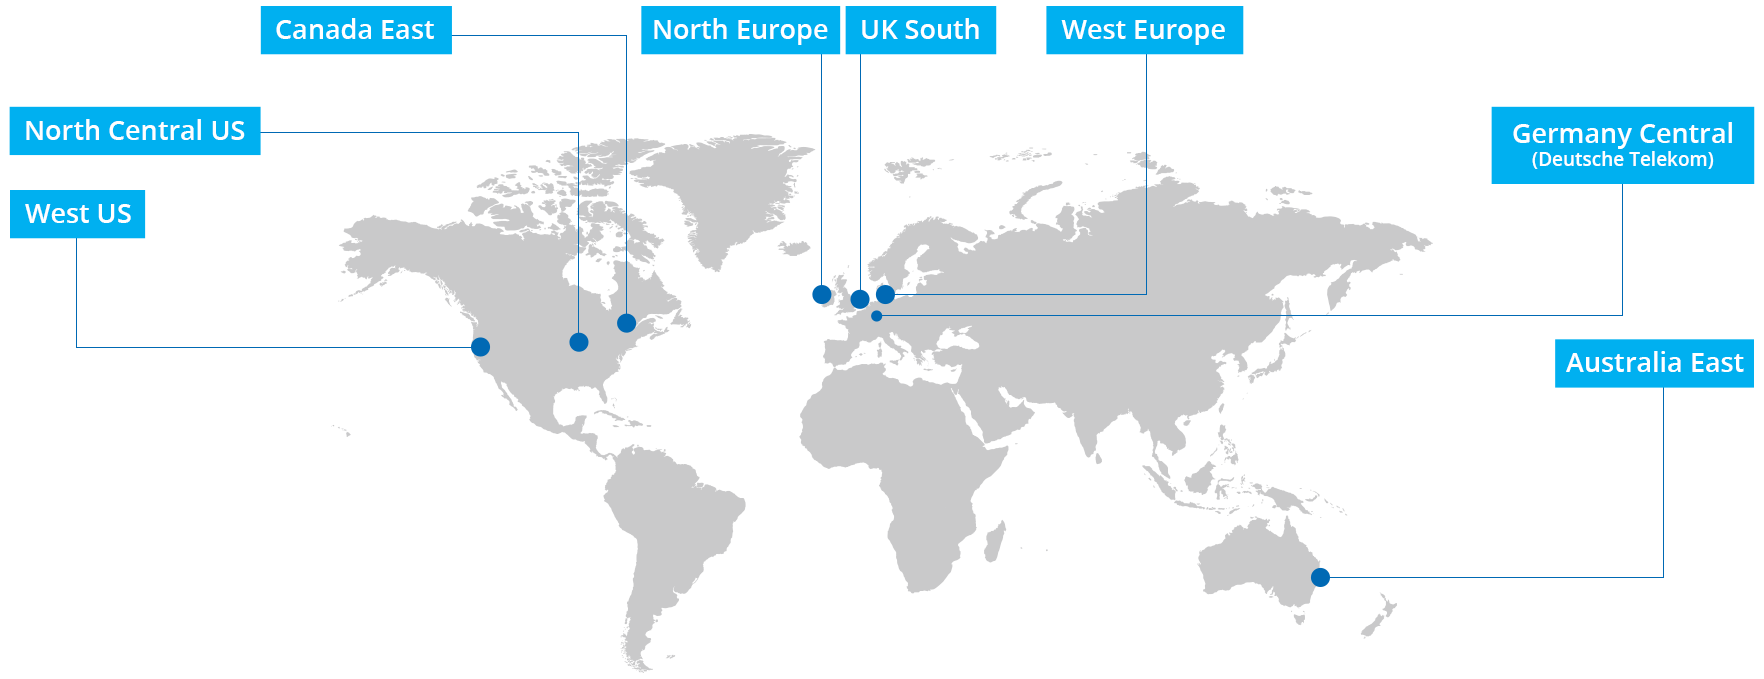 Canada East
North Europe
UK South
West Europe
North Central US
Germany Central
(Deutsche Telekom)
West US
Australia East